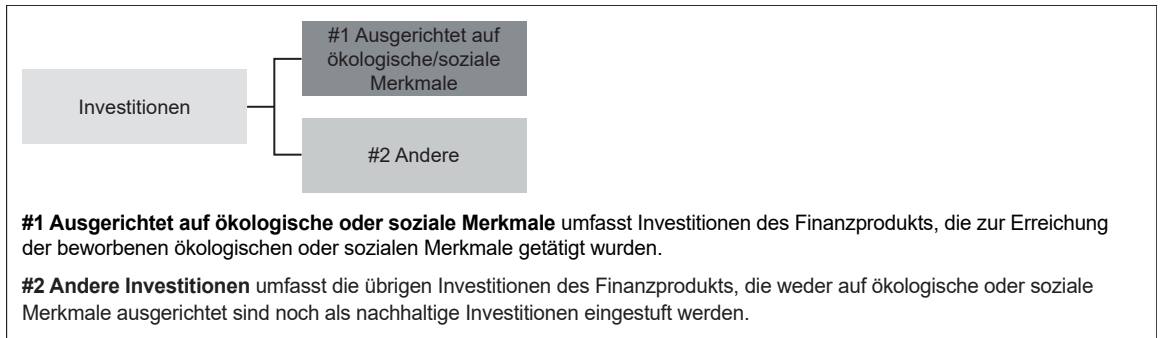 #1 Ausgerichtet auf
ökologische/soziale
Merkmale
Investitionen
#2 Andere
#1 Ausgerichtet auf ökologische oder soziale Merkmale umfasst Investitionen des Finanzprodukts, die zur Erreichung
der beworbenen ökologischen oder sozialen Merkmale getätigt wurden.
#2 Andere Investitionen umfasst die übrigen Investitionen des Finanzprodukts, die weder auf ökologische oder soziale
Merkmale ausgerichtet sind noch als nachhaltige Investitionen eingestuft werden.